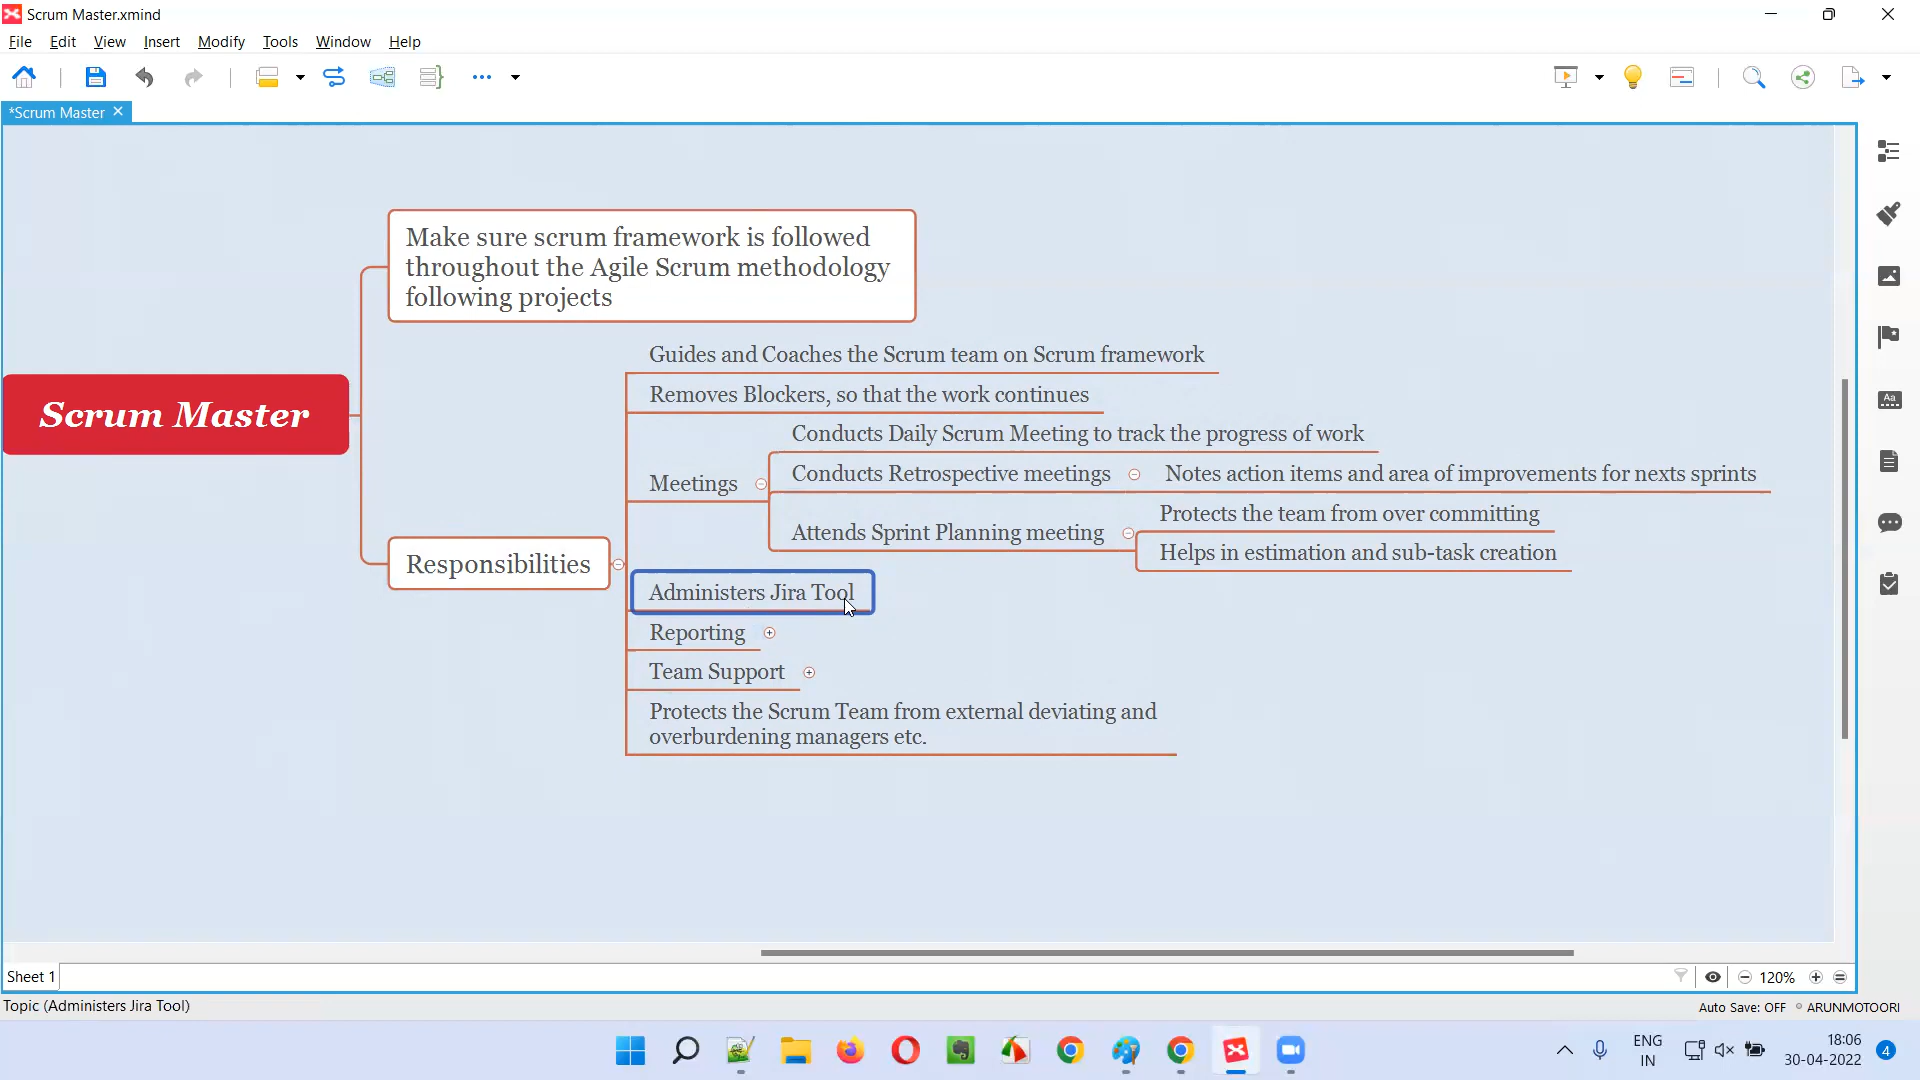 Scrum Master.xmind
File Edit View Insert Modify Tools Window Help
*Scrum Master
Make sure scrum framework is followed
throughout the Agile Scrum methodology
following projects
Scrum Master
Responsibilities
Guides and Coaches the Scrum team on Scrum framework
Removes Blockers, so that the work continues
Meetings
Conducts Daily Scrum Meeting to track the progress of work
Conducts Retrospective meetings
Notes action items and area of improvements for nexts sprints
Attends Sprint Planning meeting
Protects the team from over committing
Helps in estimation and sub-task creation
Administers Jira Tool
Reporting
Team Support
Protects the Scrum Team from external deviating and
overburdening managers etc.
Aa
Sheet 1
120%
Topic (Administers Jira Tool)
Auto Save: OFF
ARUNMOTOORI
ENG
IN
18:06
30-04-2022
4